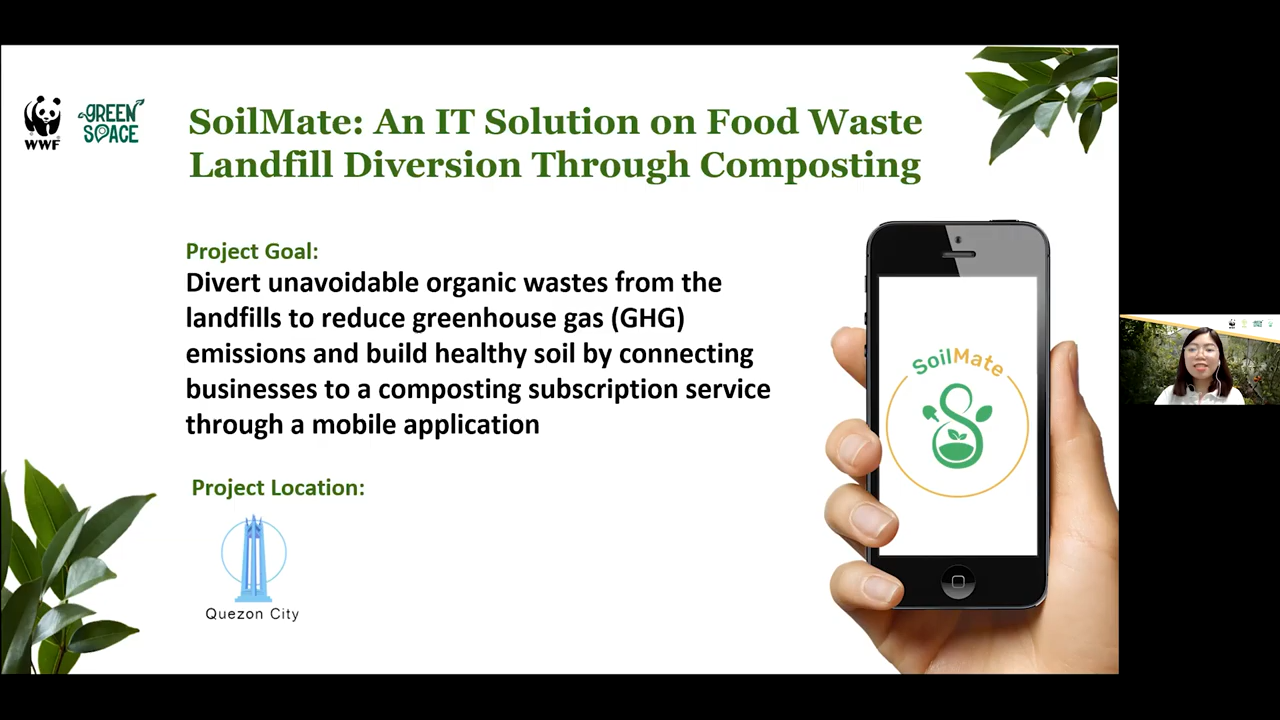 WWF
GREEN
SPACE
SoilMate: An IT Solution on Food Waste
Landfill Diversion Through Composting
Project Goal:
Divert unavoidable organic wastes from the
landfills to reduce greenhouse gas (GHG)
emissions and build healthy soil by connecting
businesses to a composting subscription service
through a mobile application
SoilMate
Project Location:
Quezon City